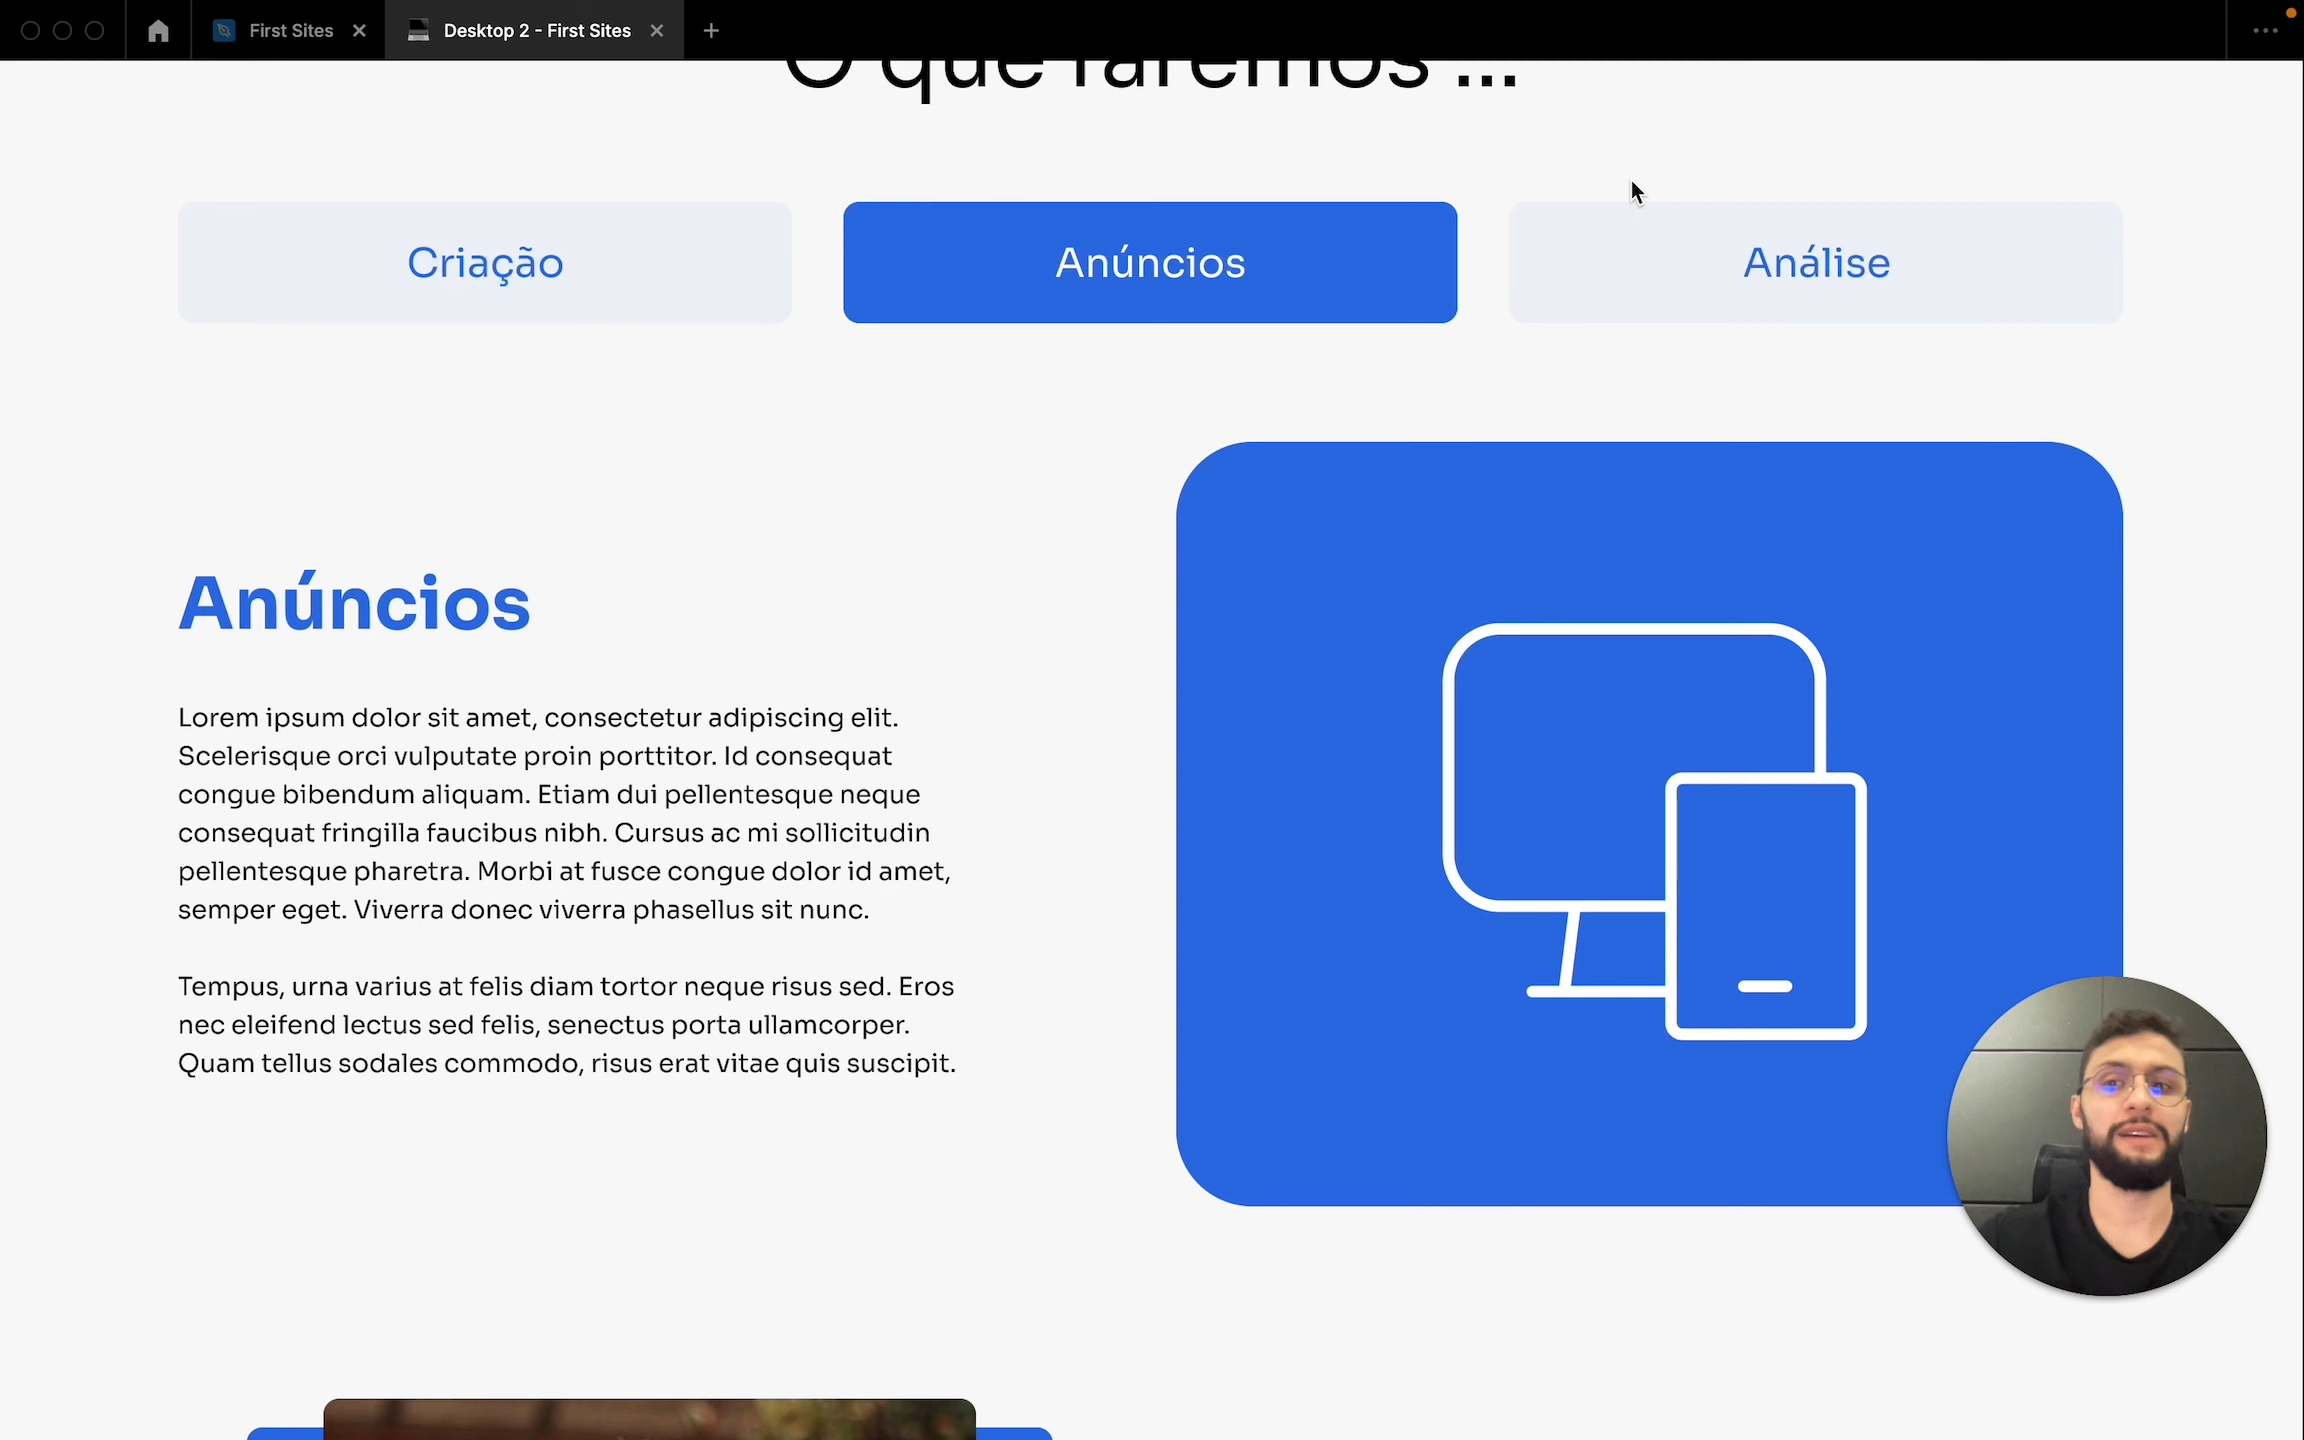 First Sites
Desktop 2 - First Sites
O que faremos ...
Criação
Anúncios
Análise
Anúncios
Lorem ipsum dolor sit amet, consectetur adipiscing elit.
Scelerisque orci vulputate proin porttitor. Id consequat
congue bibendum aliquam. Etiam dui pellentesque neque
consequat fringilla faucibus nibh. Cursus ac mi sollicitudin
pellentesque pharetra. Morbi at fusce congue dolor id amet,
semper eget. Viverra donec viverra phasellus sit nunc.
Tempus, urna varius at felis diam tortor neque risus sed. Eros
nec eleifend lectus sed felis, senectus porta ullamcorper.
Quam tellus sodales commodo, risus erat vitae quis suscipit.